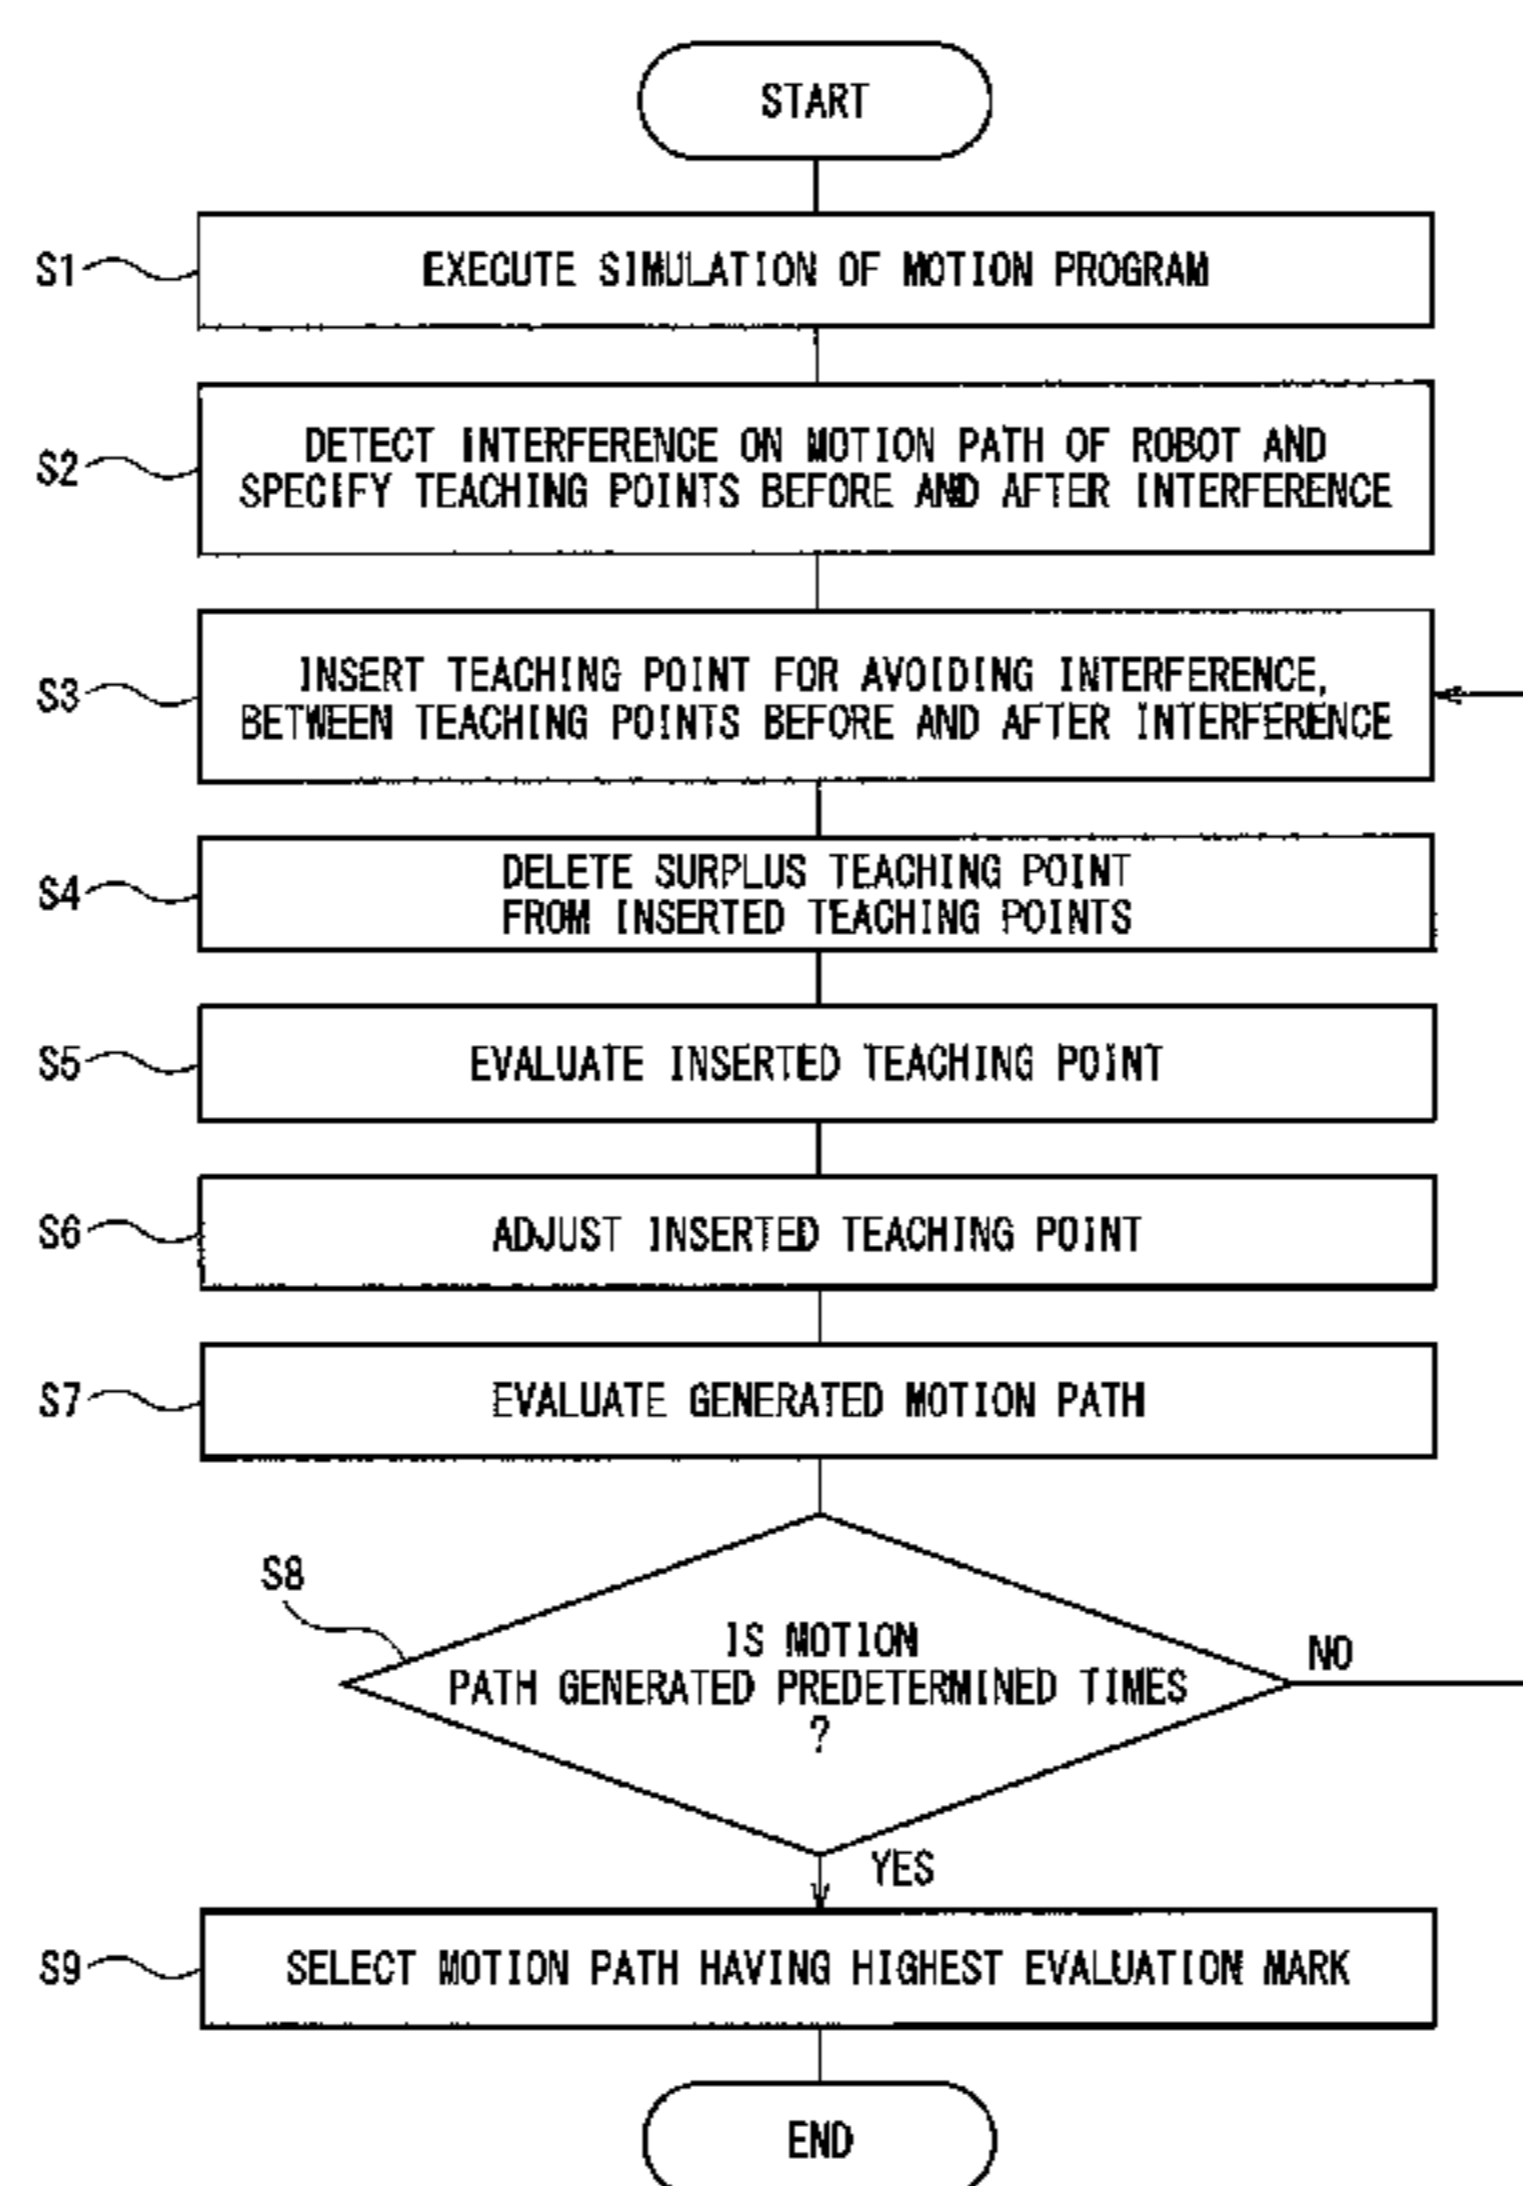 START
S1
EXECUTE SIMULATION OF MOTION PROGRAM
S2
DETECT INTERFERENCE ON MOTION PATH OF ROBOT AND
SPECIFY TEACHING POINTS BEFORE AND AFTER INTERFERENCE
S3
INSERT TEACHING POINT FOR AVOIDING INTERFERENCE,
BETWEEN TEACHING POINTS BEFORE AND AFTER INTERFERENCE
S4
DELETE SURPLUS TEACHING POINT
FROM INSERTED TEACHING POINTS
S5
EVALUATE INSERTED TEACHING POINT
S6
ADJUST INSERTED TEACHING POINT
S7
EVALUATE GENERATED MOTION PATH
S8
IS MOTION
PATH GENERATED PREDETERMINED TIMES
?
NO
YES
S9
SELECT MOTION PATH HAVING HIGHEST EVALUATION MARK
END